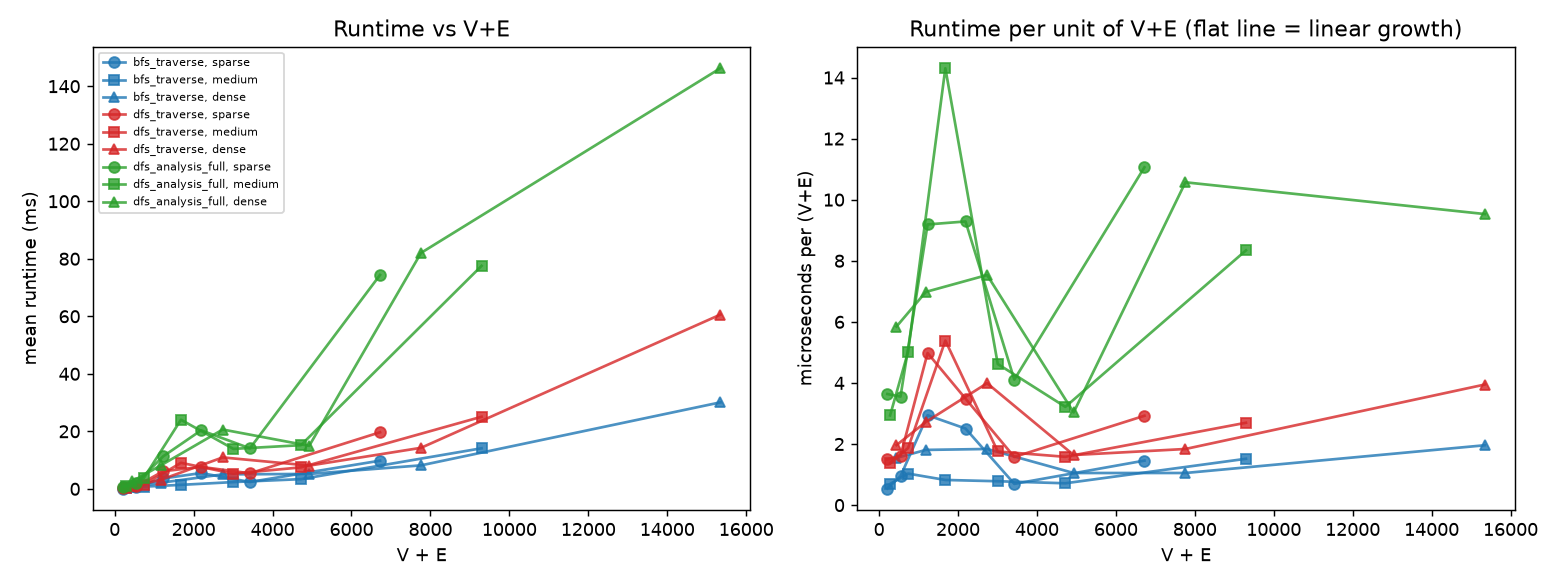 Runtime vs V+E
mean runtime (ms)
140
120
100
80
60
40
20
0
bfs_traverse, sparse
bfs_traverse, medium
bfs_traverse, dense
dfs_traverse, sparse
dfs_traverse, medium
dfs_traverse, dense
dfs_analysis_full, sparse
dfs_analysis_full, medium
dfs_analysis_full, dense
0 2000 4000 6000 8000 10000 12000 14000 16000
V + E
Runtime per unit of V+E (flat line = linear growth)
microseconds per (V+E)
14
12
10
8
6
4
2
0
0 2000 4000 6000 8000 10000 12000 14000 16000
V + E